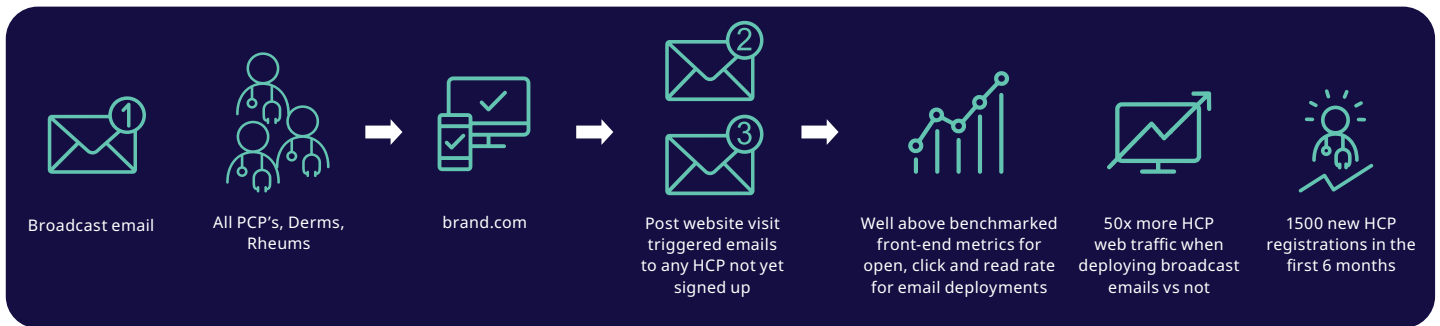 1
Broadcast email
All PCP’s, Derms,
Rheums
brand.com
2
3
Post website visit
triggered emails
to any HCP not yet
signed up
Well above benchmarked
front-end metrics for
open, click and read rate
for email deployments
50x more HCP
web traffic when
deploying broadcast
emails vs not
1500 new HCP
registrations in the
first 6 months